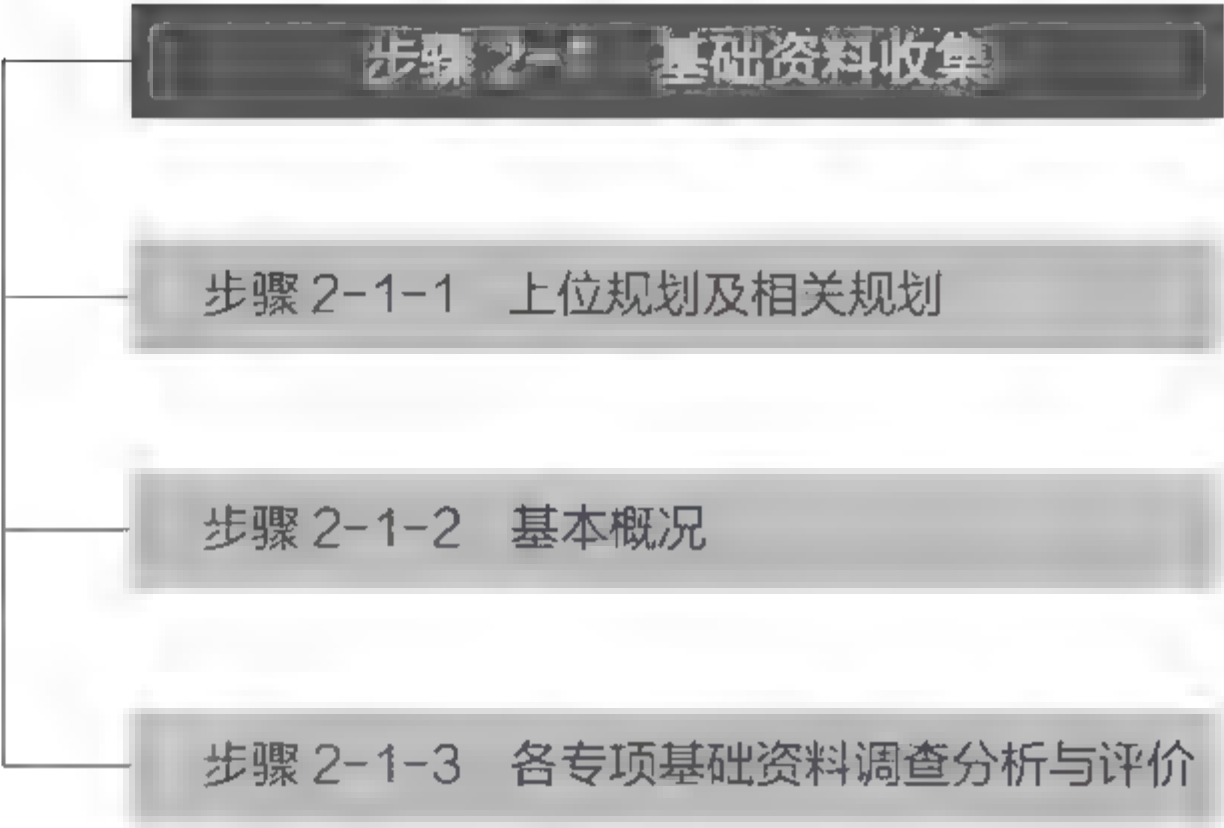 步骤 2-1 基础资料收集
步骤 2-1-1 上位规划及相关规划
步骤 2-1-2 基本概况
步骤 2-1-3 各专项基础资料调查分析与评价